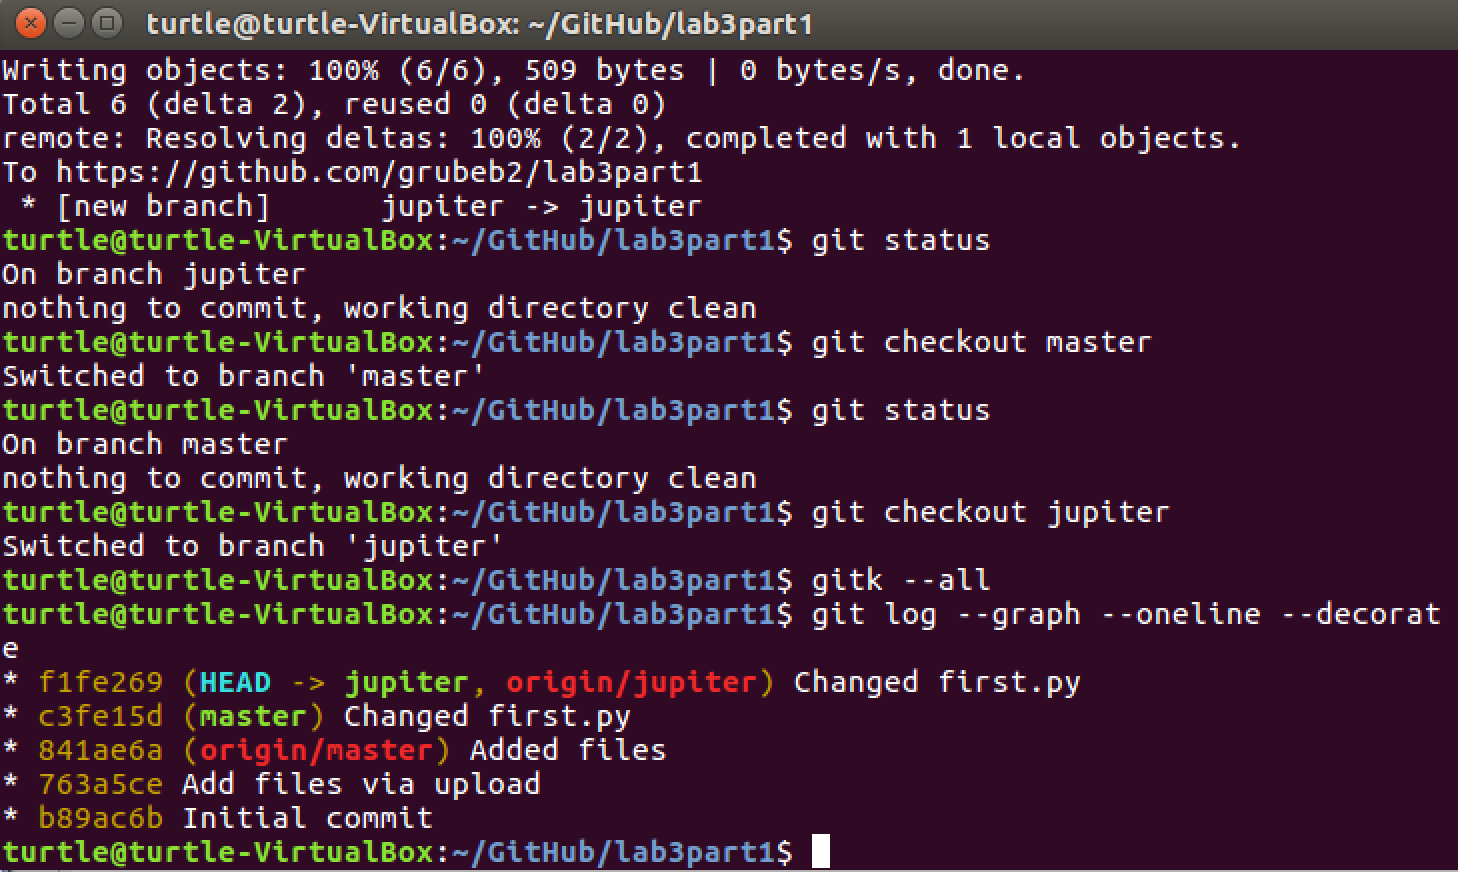 turtle@turtle-VirtualBox: ~/GitHub/lab3part1
Writing objects: 100% (6/6), 509 bytes | 0 bytes/s, done.
Total 6 (delta 2), reused 0 (delta 0)
remote: Resolving deltas: 100% (2/2), completed with 1 local objects.
To https://github.com/grubeb2/lab3part1
 * [new branch]      jupiter -> jupiter
turtle@turtle-VirtualBox:~/GitHub/lab3part1$ git status
On branch jupiter
nothing to commit, working directory clean
turtle@turtle-VirtualBox:~/GitHub/lab3part1$ git checkout master
Switched to branch 'master'
turtle@turtle-VirtualBox:~/GitHub/lab3part1$ git status
On branch master
nothing to commit, working directory clean
turtle@turtle-VirtualBox:~/GitHub/lab3part1$ git checkout jupiter
Switched to branch 'jupiter'
turtle@turtle-VirtualBox:~/GitHub/lab3part1$ gitk --all
turtle@turtle-VirtualBox:~/GitHub/lab3part1$ git log --graph --oneline --decorat
e
* f1fe269 (HEAD -> jupiter, origin/jupiter) Changed first.py
* c3fe15d (master) Changed first.py
* 841ae6a (origin/master) Added files
* 763a5ce Add files via upload
* b89ac6b Initial commit
turtle@turtle-VirtualBox:~/GitHub/lab3part1$